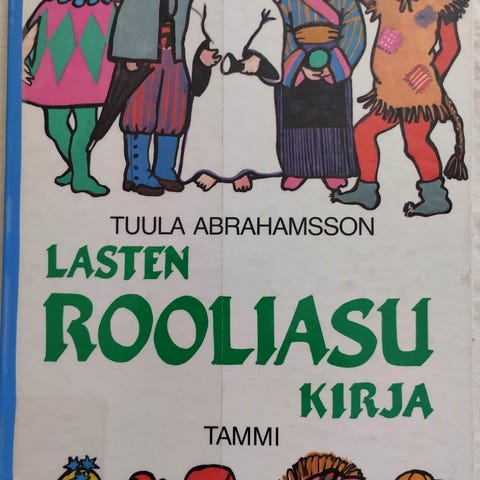 TUULA ABRAHAMSSON
LASTEN
ROOLIASU
KIRJA
TAMMI